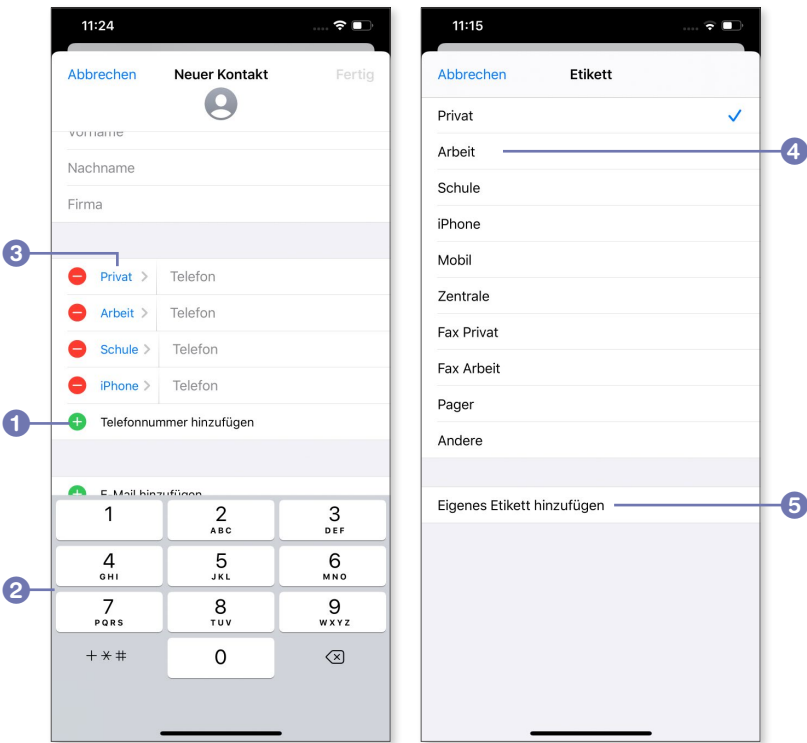 11:24
Abbrechen Neuer Kontakt Fertig
Vorname
Nachname
Firma
3
Privat Telefon
Arbeit Telefon
Schule Telefon
iPhone Telefon
1 Telefonnummer hinzufügen
E-Mail hinzufügen
1 2 3
ABC DEF
4 5 6
GHI JKL MNO
2
7 8 9
PQRS TUV WXYZ
+*# 0
11:15
Abbrechen Etikett
Privat
Arbeit 4
Schule
iPhone
Mobil
Zentrale
Fax Privat
Fax Arbeit
Pager
Andere
Eigenes Etikett hinzufügen 5